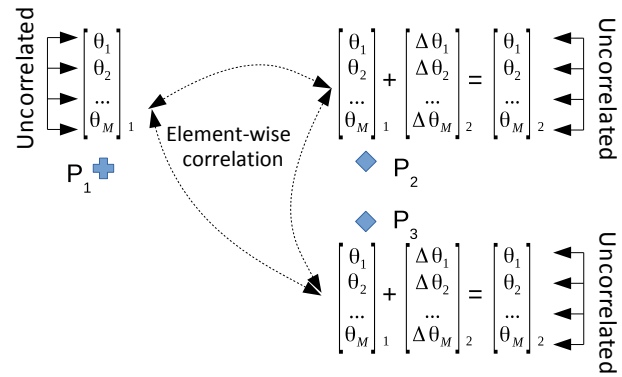 Uncorrelated
θ1
θ2
...
θM
1
P1
Element-wise
correlation
θ1 Δθ1 θ1
θ2 + Δθ2 = θ2
... ... ...
θM 1 ΔθM 2 θM 2
Uncorrelated
P2
P3
θ1 Δθ1 θ1
θ2 + Δθ2 = θ2
... ... ...
θM 1 ΔθM 2 θM 2
Uncorrelated